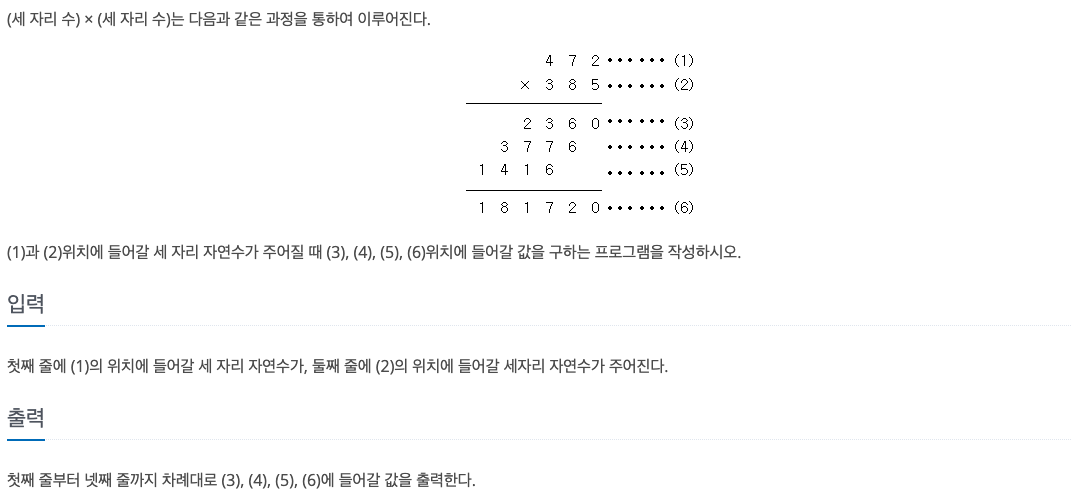 (세 자리 수) × (세 자리 수)는 다음과 같은 과정을 통하여 이루어진다.
4 7 2 •••••• (1)
× 3 8 5 •••••• (2)
2 3 6 0 •••••• (3)
3 7 7 6 •••••• (4)
1 4 1 6 •••••• (5)
1 8 1 7 2 0 •••••• (6)
(1)과 (2)위치에 들어갈 세 자리 자연수가 주어질 때 (3), (4), (5), (6)위치에 들어갈 값을 구하는 프로그램을 작성하시오.
입력
첫째 줄에 (1)의 위치에 들어갈 세 자리 자연수가, 둘째 줄에 (2)의 위치에 들어갈 세자리 자연수가 주어진다.
출력
첫째 줄부터 넷째 줄까지 차례대로 (3), (4), (5), (6)에 들어갈 값을 출력한다.